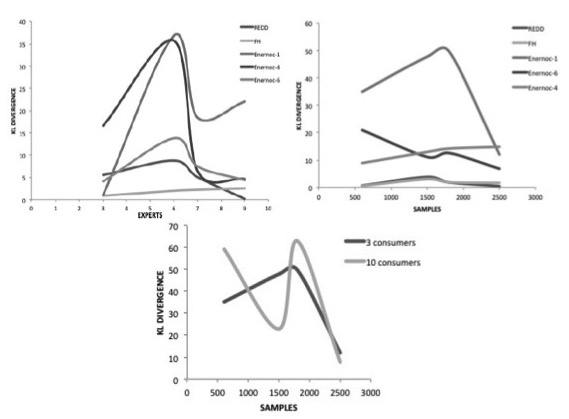 40
35
30
25
20
15
10
5
0
KL DIVERGENCE
0 1 2 3 4 5 6 7 8 9 10
EXPERTS
REDD
FH
Enernoc-1
Enernoc-4
Enernoc-6
60
50
40
30
20
10
0
KL DIVERGENCE
0 500 1000 1500 2000 2500 3000
SAMPLES
REDD
FH
Enernoc-1
Enernoc-6
Enernoc-4
70
60
50
40
30
20
10
0
KL DIVERGENCE
0 500 1000 1500 2000 2500 3000
SAMPLES
3 consumers
10 consumers